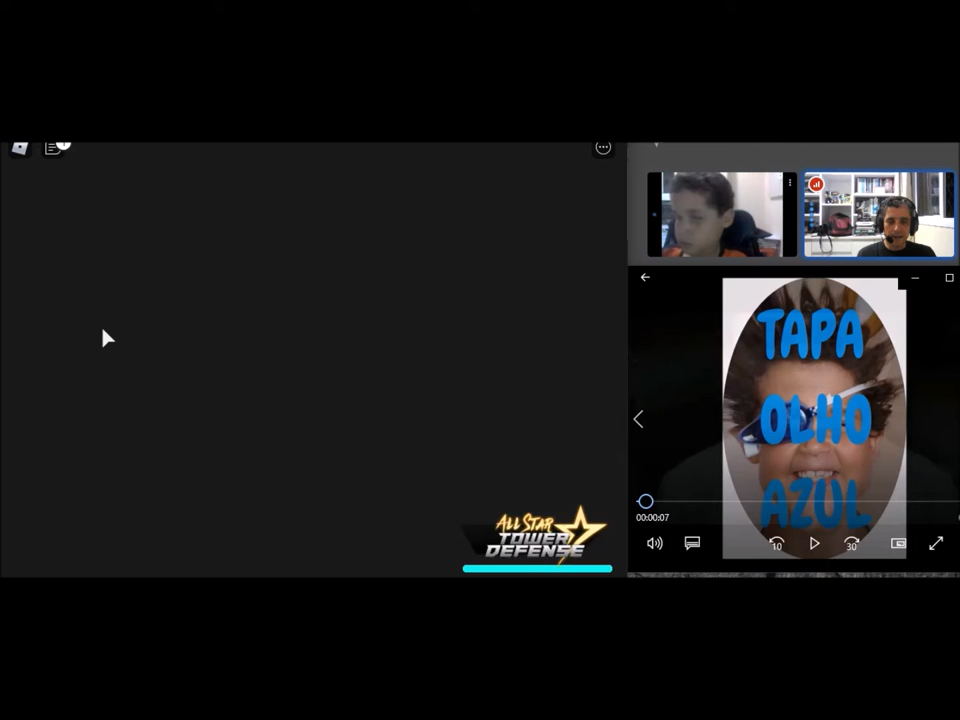 ALL STAR
TOWER
DEFENSE
TAPA
OLHO
AZUL
00:00:07
10
30